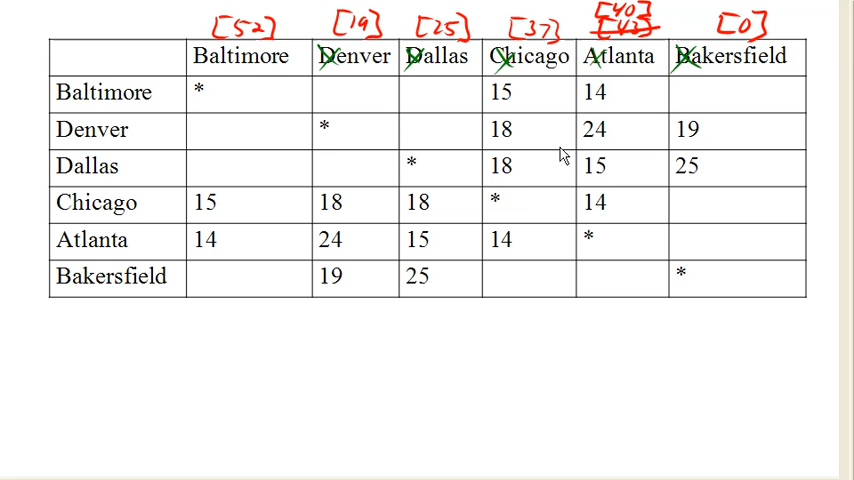 [40]
[52] [19] [25] [37] [43] [0]
Baltimore Denver Dallas Chicago Atlanta Bakersfield
Baltimore * 15 14
Denver * 18 24 19
Dallas * 18 15 25
Chicago 15 18 18 * 14
Atlanta 14 24 15 14 *
Bakersfield 19 25 *